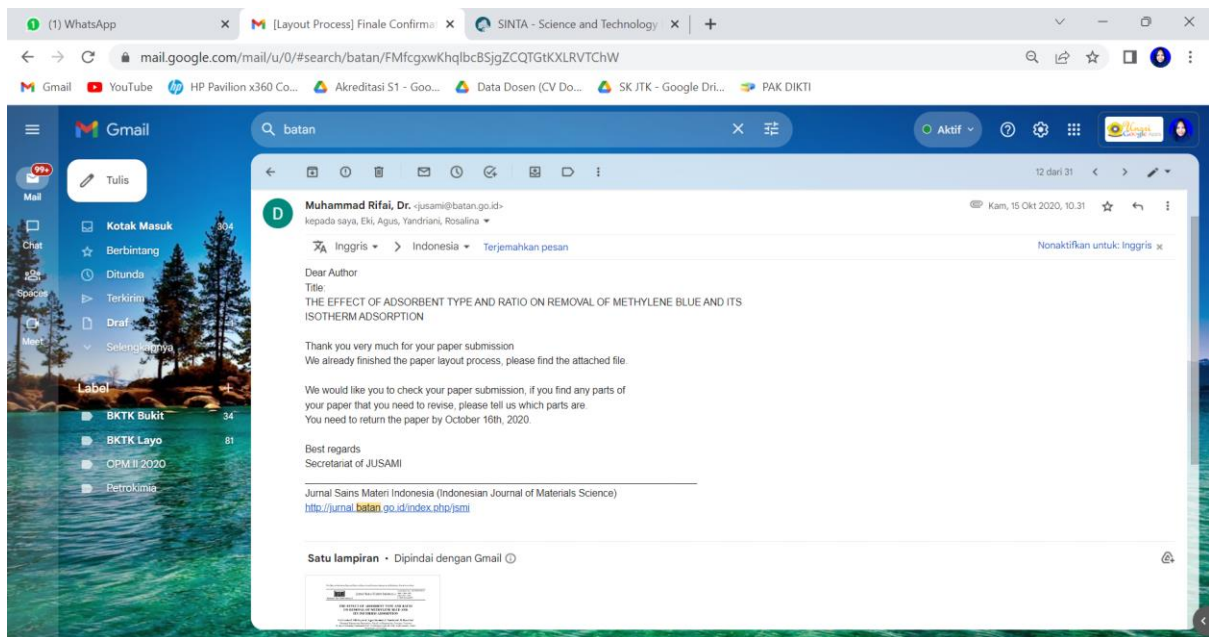 (1) WhatsApp
[Layout Process] Finale Confirma
SINTA - Science and Technology
mail.google.com/mail/u/0/#search/batan/FMfcgxwKhqlbcBSjgZCQTGtKXLRVTChW
Gmail
YouTube
HP Pavilion x360 Co...
Akreditasi S1 - Goo...
Data Dosen (CV Do...
SK JTK - Google Dri...
PAK DIKTI
Gmail
batan
Aktif
99+
Mail
Chat
Spaces
Meet
Tulis
Kotak Masuk 304
Berbintang
Ditunda
Terkirim
Draf
Selengkapnya
Label
BKTK Bukit 34
BKTK Layo 81
OPM II 2020
Petrokimia
12 dari 31
D
Muhammad Rifai, Dr. <jusami@batan.go.id>
Kam, 15 Okt 2020, 10.31
kepada saya, Eki, Agus, Yandriani, Rosalina
Inggris > Indonesia Terjemahkan pesan
Nonaktifkan untuk: Inggris
Dear Author
Title:
THE EFFECT OF ADSORBENT TYPE AND RATIO ON REMOVAL OF METHYLENE BLUE AND ITS
ISOTHERM ADSORPTION
Thank you very much for your paper submission
We already finished the paper layout process, please find the attached file.
We would like you to check your paper submission, if you find any parts of
your paper that you need to revise, please tell us which parts are.
You need to return the paper by October 16th, 2020.
Best regards
Secretariat of JUSAMI
Jurnal Sains Materi Indonesia (Indonesian Journal of Materials Science)
http://jurnal.batan.go.id/index.php/jsmi
Satu lampiran • Dipindai dengan Gmail